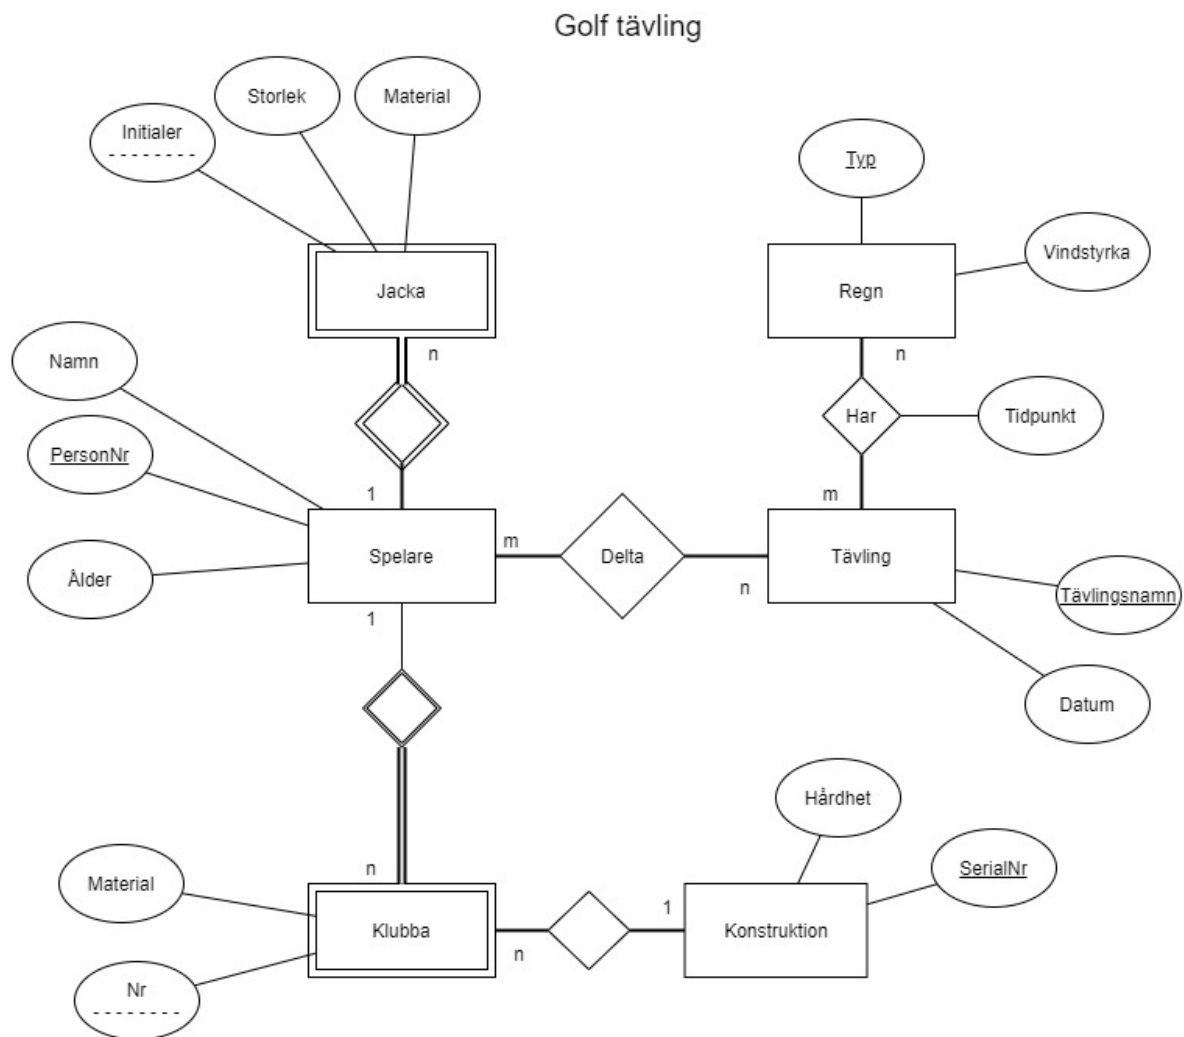 Golf tävling
Storlek
Material
Initialer
Typ
Vindstyrka
Jacka
Regn
n
n
Namn
Har
Tidpunkt
PersonNr
1
m
Spelare
m
Delta
Tävling
Ålder
n
Tävlingsnamn
1
Datum
Hårdhet
n
SerialNr
Material
1
Klubba
Konstruktion
n
Nr